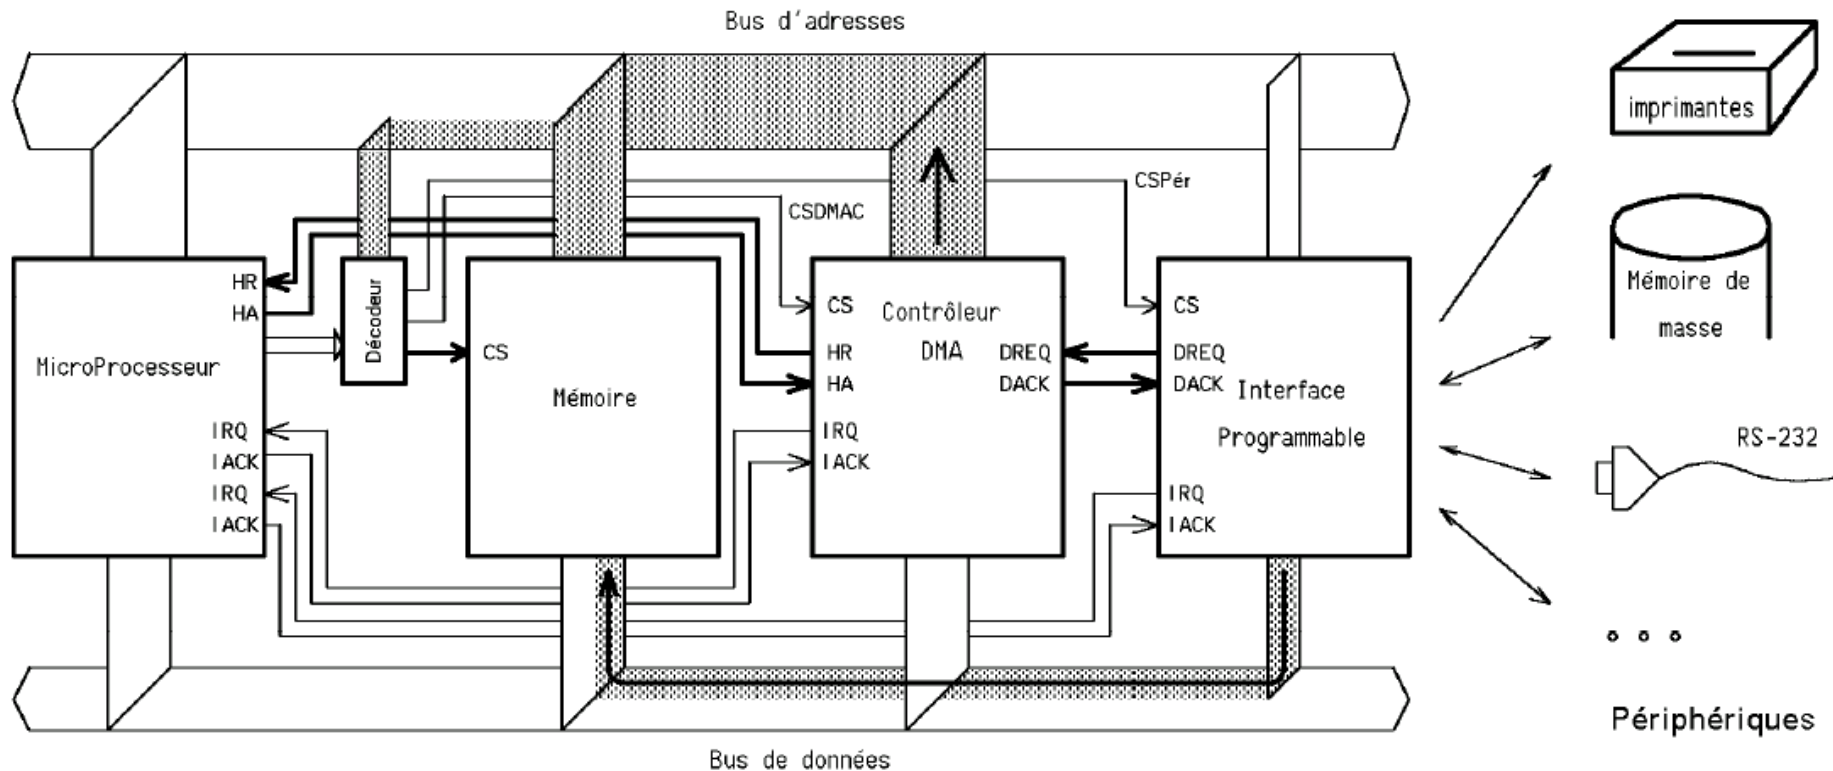 Bus d'adresses
imprimantes
CSPér
CSDMAC
HR
HA
MicroProcesseur
IRQ
IACK
IRQ
IACK
Décodeur
CS
Mémoire
CS
Contrôleur
DMA
HR
HA
DREQ
DACK
IRQ
IACK
CS
DREQ
DACK
Interface
Programmable
IRQ
IACK
Mémoire de
masse
RS-232
Périphériques
Bus de données